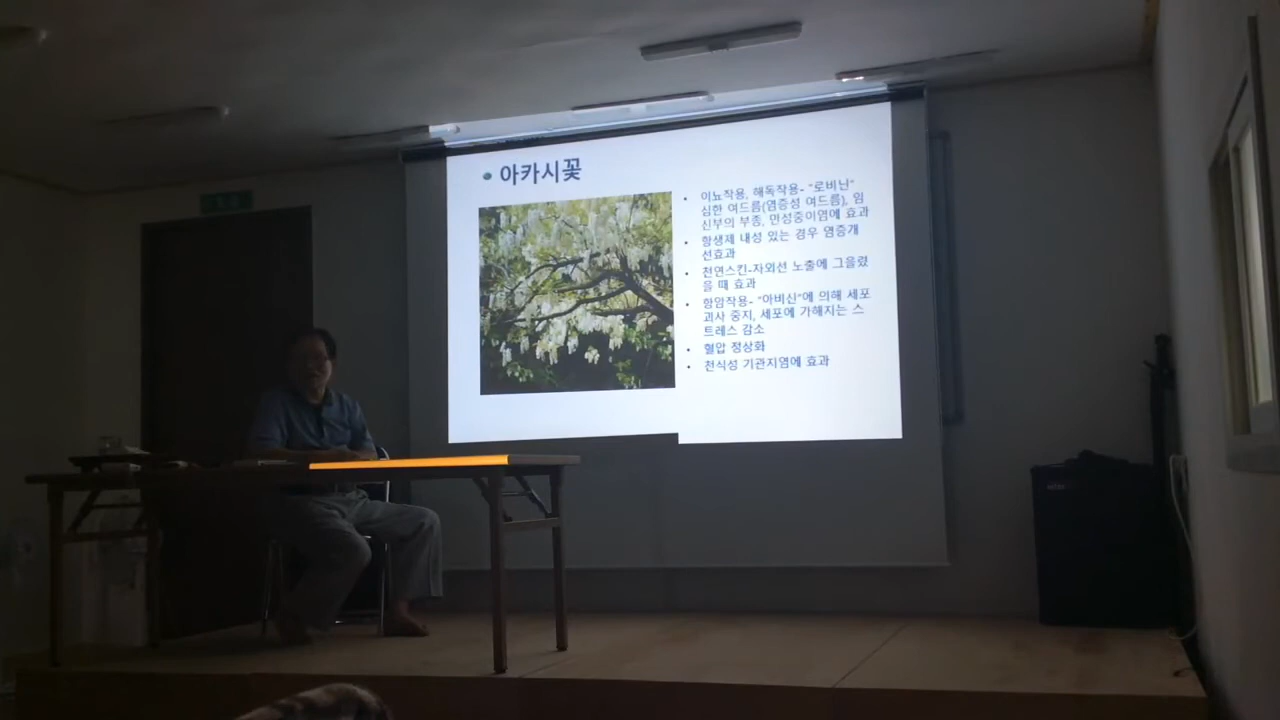 아카시꽃
이뇨작용, 해독작용- "로비닌"
심한 여드름(염증성 여드름), 임
신부의 부종, 만성중이염에 효과
항생제 내성 있는 경우 염증개
선효과
천연스킨-자외선 노출에 그을렸
을 때 효과
항암작용- "아비신"에 의해 세포
괴사 중지, 세포에 가해지는 스
트레스 감소
혈압 정상화
천식성 기관지염에 효과